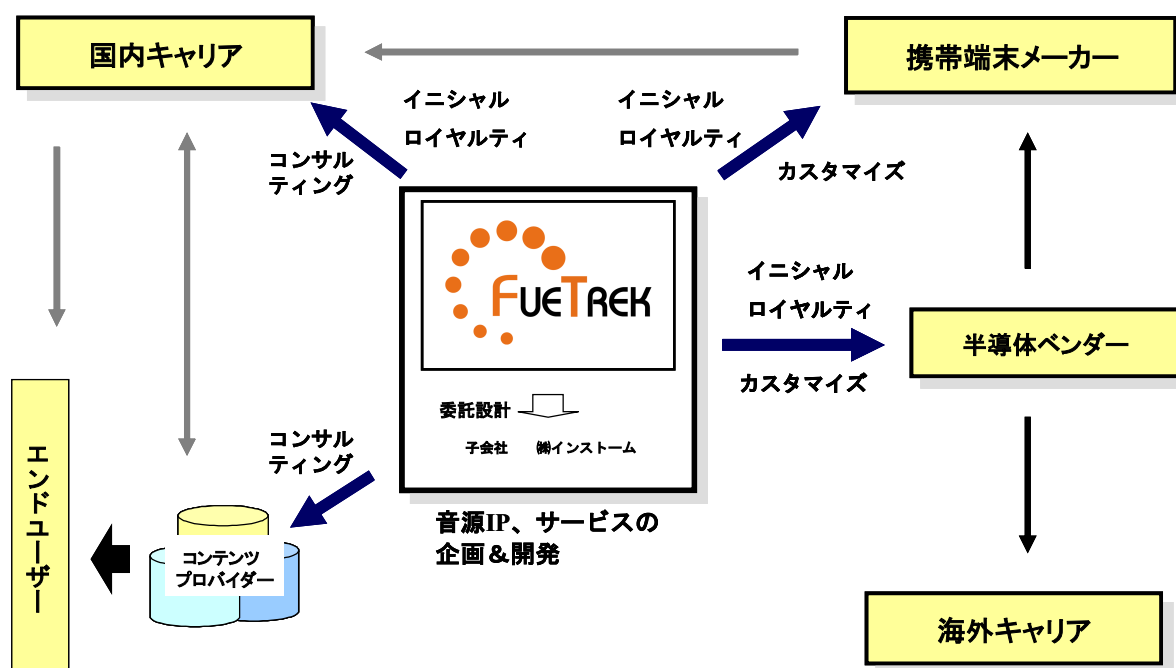 国内キャリア
携帯端末メーカー
イニシャル
ロイヤルティ
イニシャル
ロイヤルティ
コンサル
ティング
カスタマイズ
FUETREK
イニシャル
ロイヤルティ
半導体ベンダー
カスタマイズ
委託設計
子会社 ㈱インストーム
コンサル
ティング
エンドユーザー
音源IP、サービスの
企画&開発
コンテンツ
プロバイダー
海外キャリア